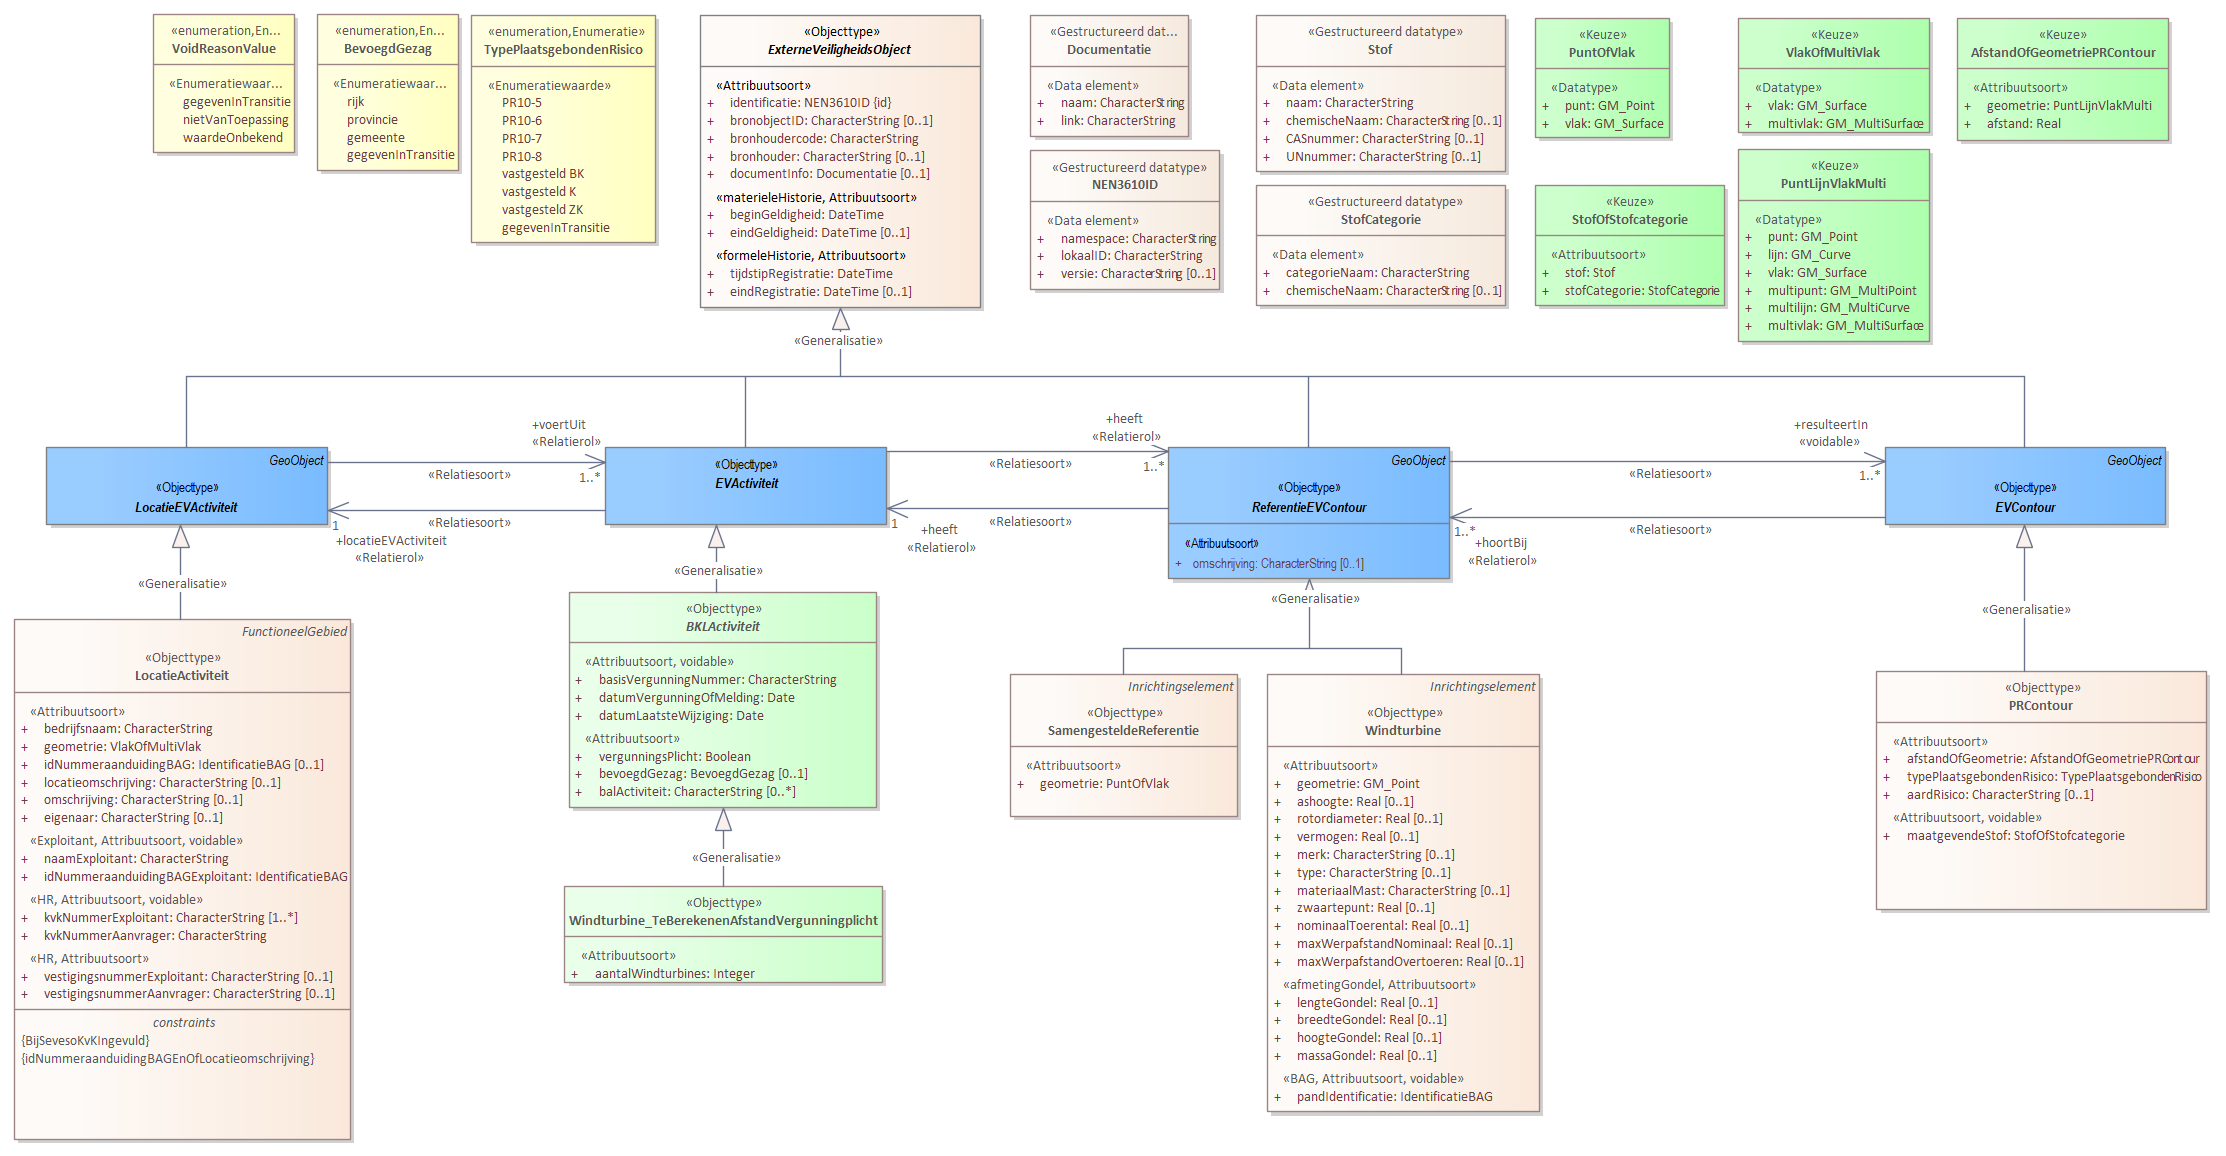 «enumeration,En...
VoidReasonValue
«Enumeratiewaar...
gegevenInTransitie
nietVanToepassing
waardeOnbekend
«enumeration,En...
BevoegdGezag
«Enumeratiewaar...
rijk
provincie
gemeente
gegevenInTransitie
«enumeration,Enumeratie»
TypePlaatsgebondenRisico
«Enumeratiewaarde»
PR10-5
PR10-6
PR10-7
PR10-8
vastgesteld BK
vastgesteld K
vastgesteld ZK
gegevenInTransitie
«Objecttype»
ExterneVeiligheidsObject
«Attribuutsoort»
+ identificatie: NEN3610ID {id}
+ bronobjectID: CharacterString [0..1]
+ bronhoudercode: CharacterString
+ bronhouder: CharacterString [0..1]
+ documentInfo: Documentatie [0..1]
«materieleHistorie, Attribuutsoort»
+ beginGeldigheid: DateTime
+ eindGeldigheid: DateTime [0..1]
«formeleHistorie, Attribuutsoort»
+ tijdstipRegistratie: DateTime
+ eindRegistratie: DateTime [0..1]
«Gestructureerd dat...
Documentatie
«Data element»
+ naam: CharacterString
+ link: CharacterString
«Gestructureerd datatype»
NEN3610ID
«Data element»
+ namespace: CharacterString
+ lokaalID: CharacterString
+ versie: CharacterString [0..1]
«Gestructureerd datatype»
Stof
«Data element»
+ naam: CharacterString
+ chemischeNaam: CharacterString [0..1]
+ CASnummer: CharacterString [0..1]
+ UNnummer: CharacterString [0..1]
«Gestructureerd datatype»
StofCategorie
«Data element»
+ categorieNaam: CharacterString
+ chemischeNaam: CharacterString [0..1]
«Keuze»
PuntOfVlak
«Datatype»
+ punt: GM_Point
+ vlak: GM_Surface
«Keuze»
StofOfStofcategorie
«Attribuutsoort»
+ stof: Stof
+ stofCategorie: StofCategorie
«Keuze»
VlakOfMultiVlak
«Datatype»
+ vlak: GM_Surface
+ multivlak: GM_MultiSurface
«Keuze»
PuntLijnVlakMulti
«Datatype»
+ punt: GM_Point
+ lijn: GM_Curve
+ vlak: GM_Surface
+ multipunt: GM_MultiPoint
+ multilijn: GM_MultiCurve
+ multivlak: GM_MultiSurface
«Keuze»
AfstandOfGeometriePRContour
«Attribuutsoort»
+ geometrie: PuntLijnVlakMulti
+ afstand: Real
«Generalisatie»
GeoObject
«Objecttype»
LocatieEVActiviteit
+voertUit
«Relatierol»
«Relatiesoort»
1..*
«Relatiesoort»
1
+locatieEVActiviteit
«Relatierol»
«Objecttype»
EVActiviteit
+heeft
«Relatierol»
«Relatiesoort»
1..*
«Relatiesoort»
1
+heeft
«Relatierol»
GeoObject
«Objecttype»
ReferentieEVContour
«Attribuutsoort»
+ omschrijving: CharacterString [0..1]
+resulteertIn
«voidable»
«Relatiesoort»
1..*
«Relatiesoort»
1..*
+hoortBij
«Relatierol»
GeoObject
«Objecttype»
EVContour
«Generalisatie»
«Generalisatie»
«Generalisatie»
«Generalisatie»
FunctioneelGebied
«Objecttype»
LocatieActiviteit
«Attribuutsoort»
+ bedrijfsnaam: CharacterString
+ geometrie: VlakOfMultiVlak
+ idNummeraanduidingBAG: IdentificatieBAG [0..1]
+ locatieomschrijving: CharacterString [0..1]
+ omschrijving: CharacterString [0..1]
+ eigenaar: CharacterString [0..1]
«Exploitant, Attribuutsoort, voidable»
+ naamExploitant: CharacterString
+ idNummeraanduidingBAGExploitant: IdentificatieBAG
«HR, Attribuutsoort, voidable»
+ kvkNummerExploitant: CharacterString [1..*]
+ kvkNummerAanvrager: CharacterString
«HR, Attribuutsoort»
+ vestigingsnummerExploitant: CharacterString [0..1]
+ vestigingsnummerAanvrager: CharacterString [0..1]
constraints
{BijSevesoKvKIngevuld}
{idNummeraanduidingBAGEnOfLocatieomschrijving}
«Objecttype»
BKLActiviteit
«Attribuutsoort, voidable»
+ basisVergunningNummer: CharacterString
+ datumVergunningOfMelding: Date
+ datumLaatsteWijziging: Date
«Attribuutsoort»
+ vergunningsPlicht: Boolean
+ bevoegdGezag: BevoegdGezag [0..1]
+ balActiviteit: CharacterString [0..*]
«Generalisatie»
«Objecttype»
Windturbine_TeBerekenenAfstandVergunningplicht
«Attribuutsoort»
+ aantalWindturbines: Integer
Inrichtingselement
«Objecttype»
SamengesteldeReferentie
«Attribuutsoort»
+ geometrie: PuntOfVlak
Inrichtingselement
«Objecttype»
Windturbine
«Attribuutsoort»
+ geometrie: GM_Point
+ ashoogte: Real [0..1]
+ rotordiameter: Real [0..1]
+ vermogen: Real [0..1]
+ merk: CharacterString [0..1]
+ type: CharacterString [0..1]
+ materiaalMast: CharacterString [0..1]
+ zwaartepunt: Real [0..1]
+ nominaalToerental: Real [0..1]
+ maxWerpafstandNominaal: Real [0..1]
+ maxWerpafstandOvertoeren: Real [0..1]
«afmetingGondel, Attribuutsoort»
+ lengteGondel: Real [0..1]
+ breedteGondel: Real [0..1]
+ hoogteGondel: Real [0..1]
+ massaGondel: Real [0..1]
«BAG, Attribuutsoort, voidable»
+ pandIdentificatie: IdentificatieBAG
«Objecttype»
PRContour
«Attribuutsoort»
+ afstandOfGeometrie: AfstandOfGeometriePRContour
+ typePlaatsgebondenRisico: TypePlaatsgebondenRisico
+ aardRisico: CharacterString [0..1]
«Attribuutsoort, voidable»
+ maatgevendeStof: StofOfStofcategorie